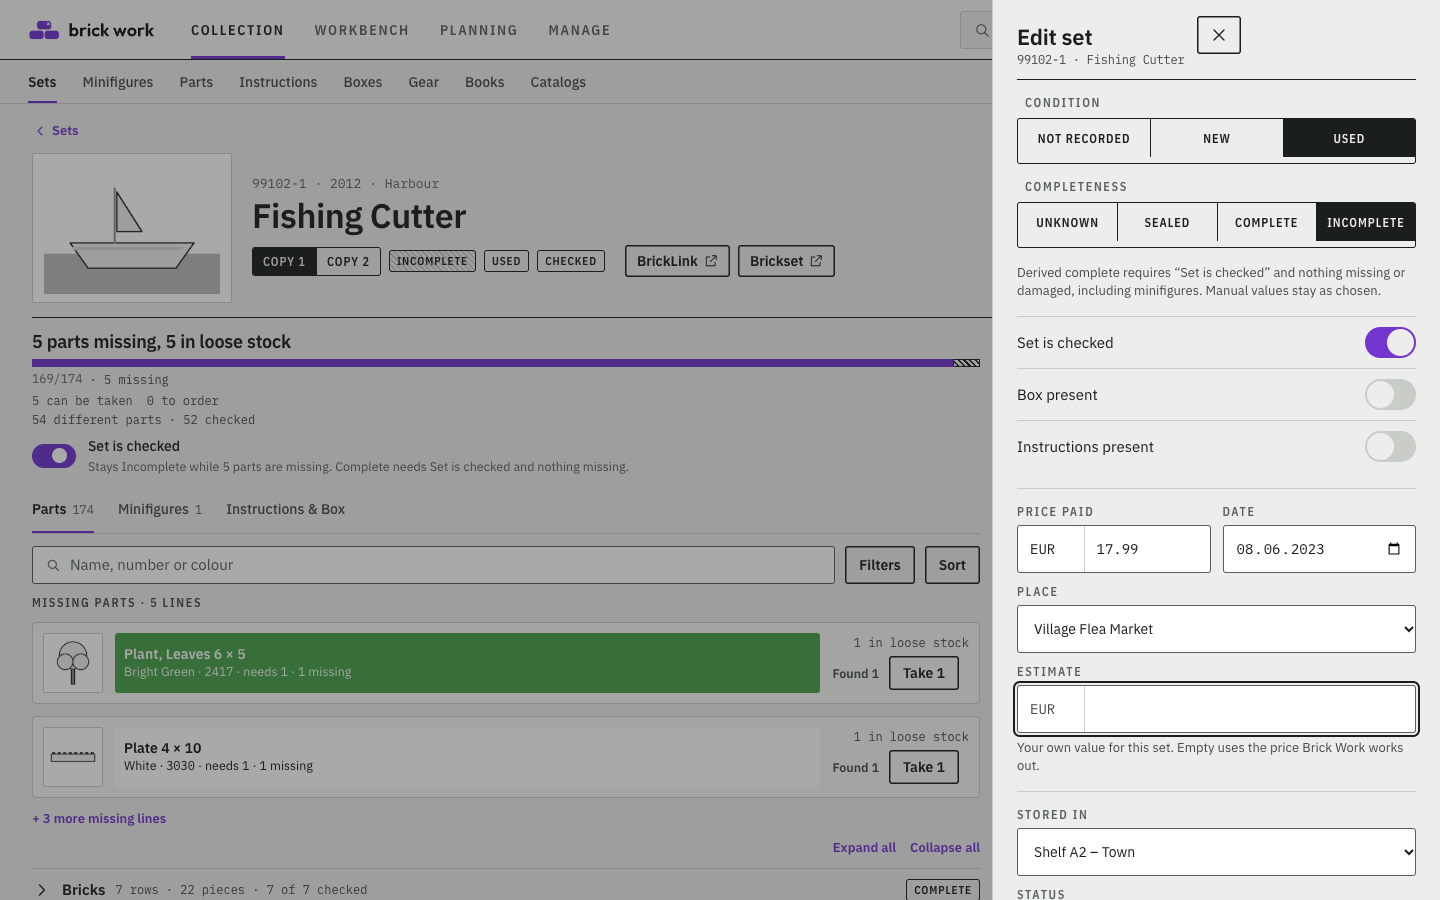 brick work
COLLECTION WORKBENCH PLANNING MANAGE
Sets Minifigures Parts Instructions Boxes Gear Books Catalogs
Sets
99102-1 · 2012 · Harbour
Fishing Cutter
COPY 1 COPY 2 INCOMPLETE USED CHECKED BrickLink Brickset
5 parts missing, 5 in loose stock
169/174 · 5 missing
5 can be taken 0 to order
54 different parts · 52 checked
Set is checked
Stays Incomplete while 5 parts are missing. Complete needs Set is checked and nothing missing.
Parts 174 Minifigures 1 Instructions & Box
Name, number or colour Filters Sort
MISSING PARTS · 5 LINES
Plant, Leaves 6 × 5
Bright Green · 2417 · needs 1 · 1 missing
1 in loose stock
Found 1 Take 1
Plate 4 × 10
White · 3030 · needs 1 · 1 missing
1 in loose stock
Found 1 Take 1
+ 3 more missing lines
Expand all Collapse all
Bricks 7 rows · 22 pieces · 7 of 7 checked COMPLETE
Edit set
99102-1 · Fishing Cutter
CONDITION
NOT RECORDED NEW USED
COMPLETENESS
UNKNOWN SEALED COMPLETE INCOMPLETE
Derived complete requires “Set is checked” and nothing missing or
damaged, including minifigures. Manual values stay as chosen.
Set is checked
Box present
Instructions present
PRICE PAID DATE
EUR 17.99 08.06.2023
PLACE
Village Flea Market
ESTIMATE
EUR
Your own value for this set. Empty uses the price Brick Work works
out.
STORED IN
Shelf A2 – Town
STATUS